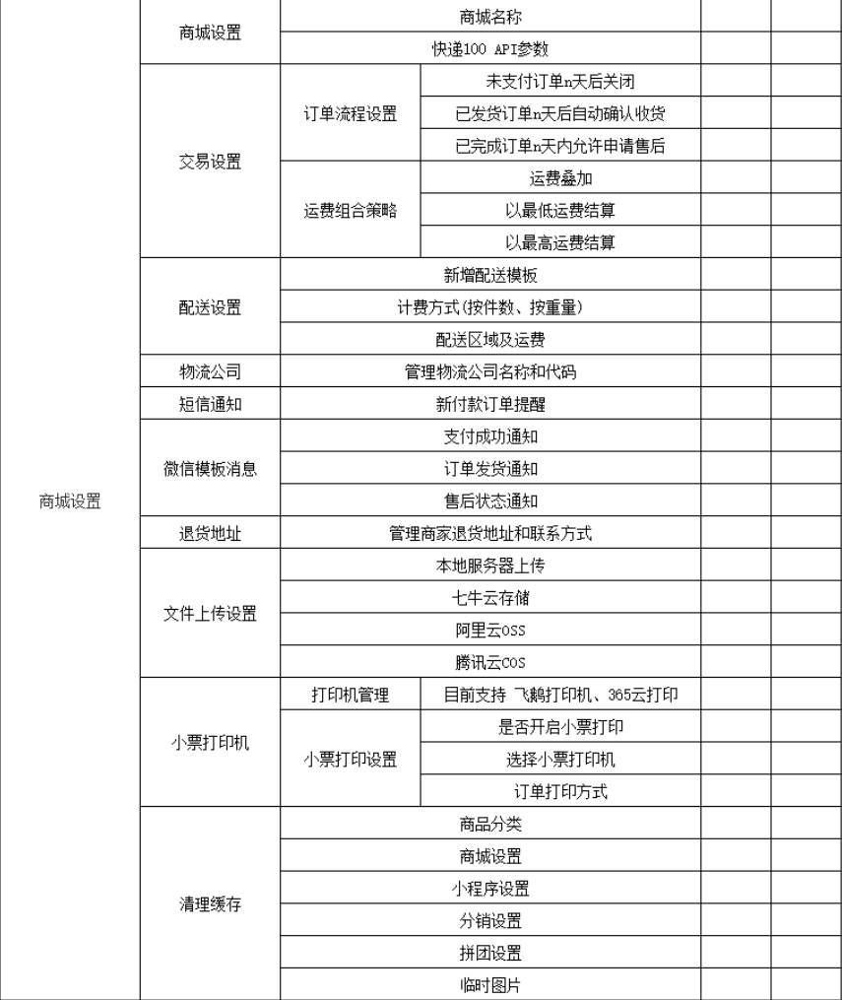 商城设置
商城设置
商城名称
快递100 API参数
交易设置
订单流程设置
未支付订单n天后关闭
已发货订单n天后自动确认收货
已完成订单n天内允许申请售后
运费组合策略
运费叠加
以最低运费结算
以最高运费结算
配送设置
新增配送模板
计费方式(按件数、按重量)
配送区域及运费
物流公司
管理物流公司名称和代码
短信通知
新付款订单提醒
微信模板消息
支付成功通知
订单发货通知
售后状态通知
退货地址
管理商家退货地址和联系方式
文件上传设置
本地服务器上传
七牛云存储
阿里云OSS
腾讯云COS
小票打印机
打印机管理
目前支持 飞鹅打印机、365云打印
小票打印设置
是否开启小票打印
选择小票打印机
订单打印方式
清理缓存
商品分类
商城设置
小程序设置
分销设置
拼团设置
临时图片